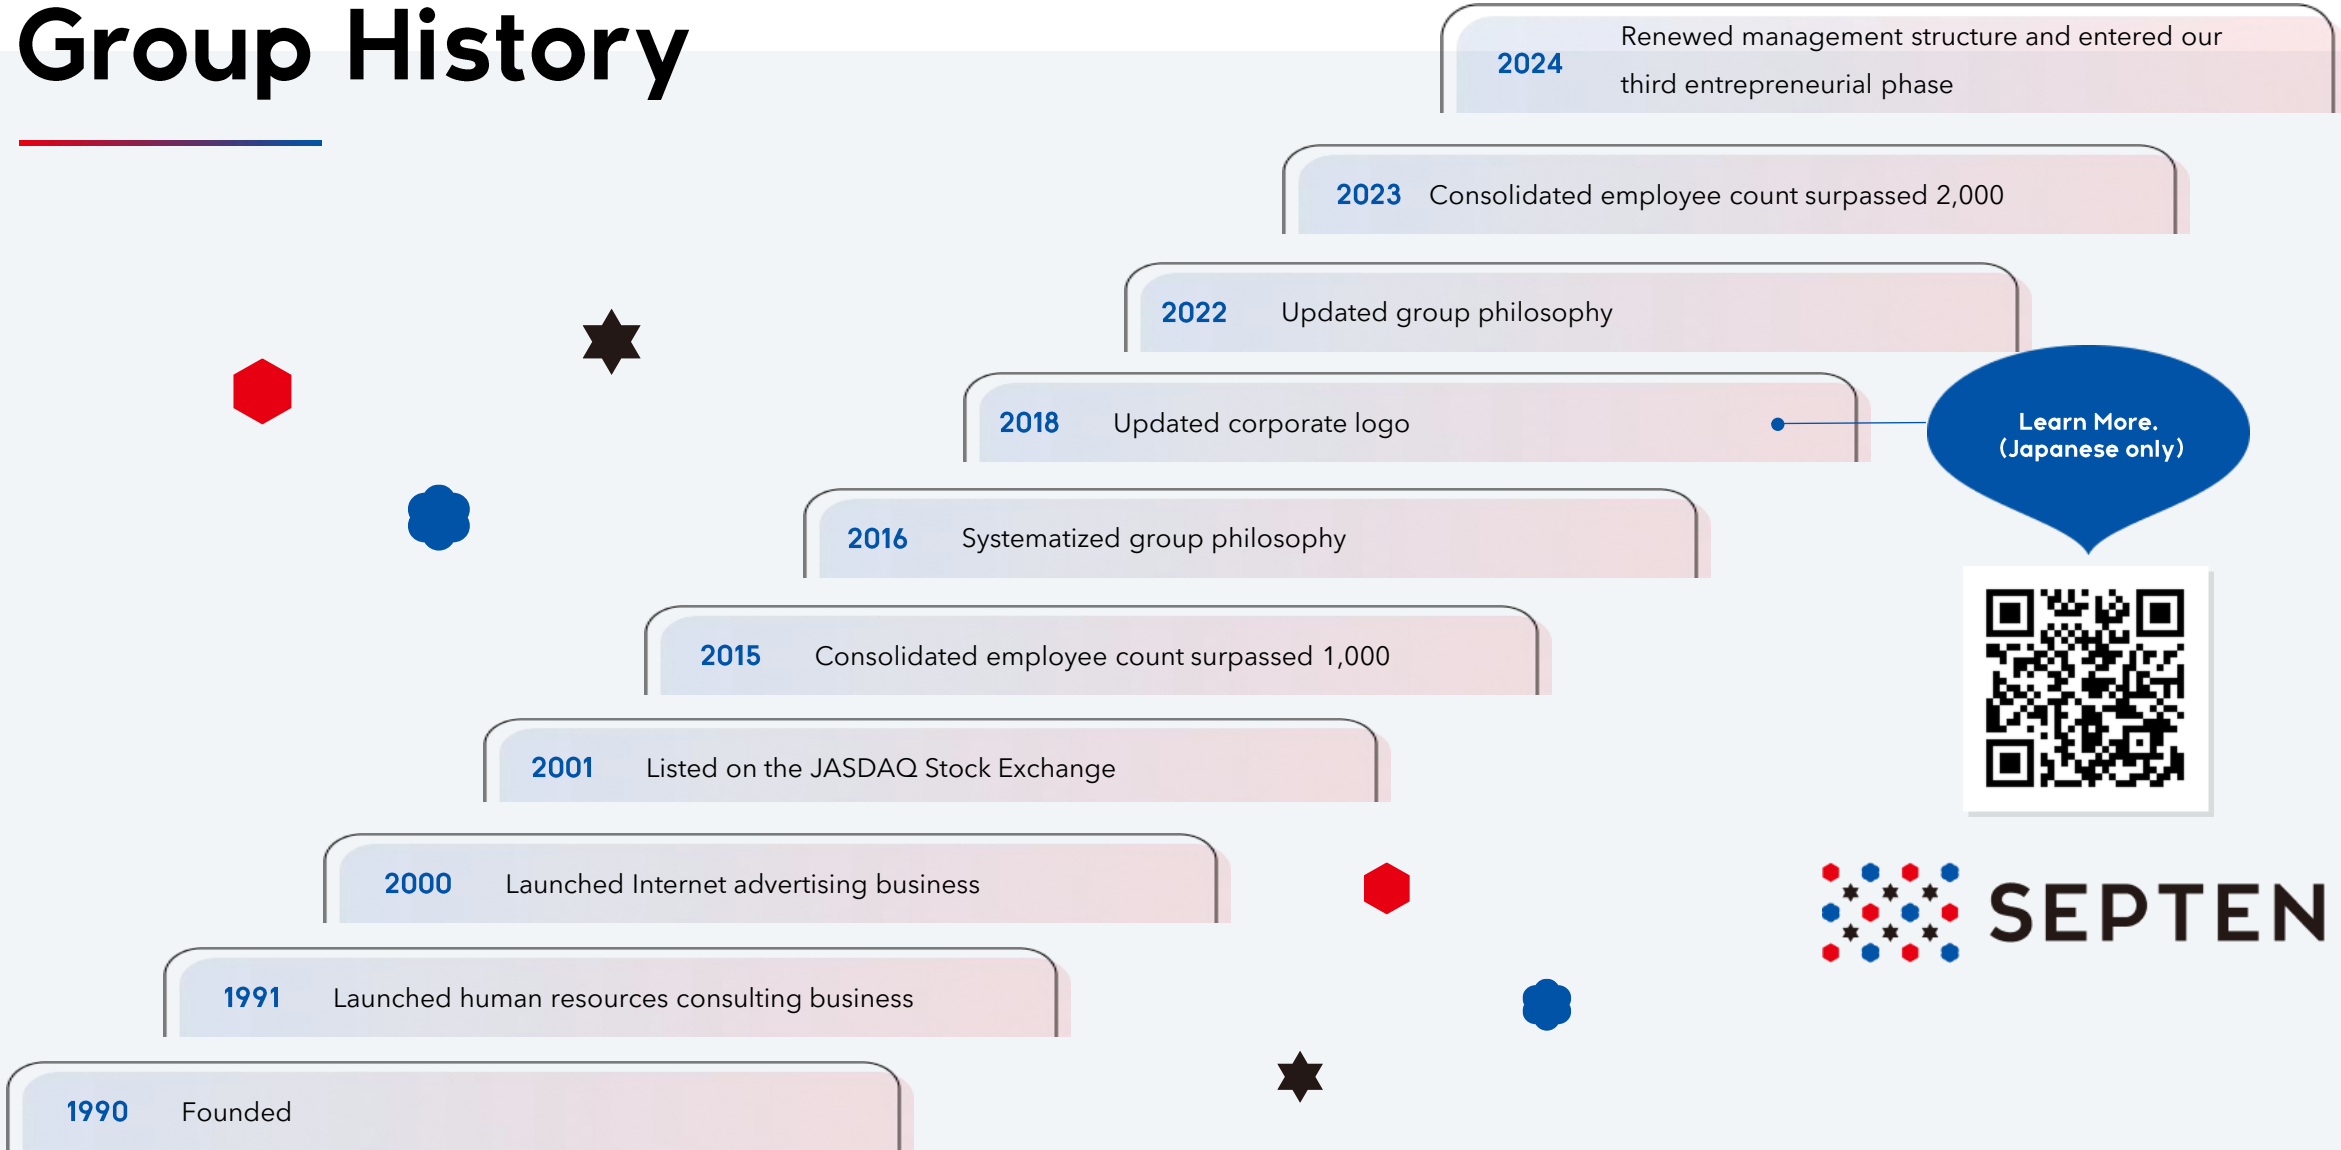 Group History
2024
Renewed management structure and entered our
third entrepreneurial phase
2023 Consolidated employee count surpassed 2,000
2022 Updated group philosophy
2018 Updated corporate logo
Learn More.
(Japanese only)
2016 Systematized group philosophy
2015 Consolidated employee count surpassed 1,000
2001 Listed on the JASDAQ Stock Exchange
2000 Launched Internet advertising business
SEPTEN
1991 Launched human resources consulting business
1990 Founded